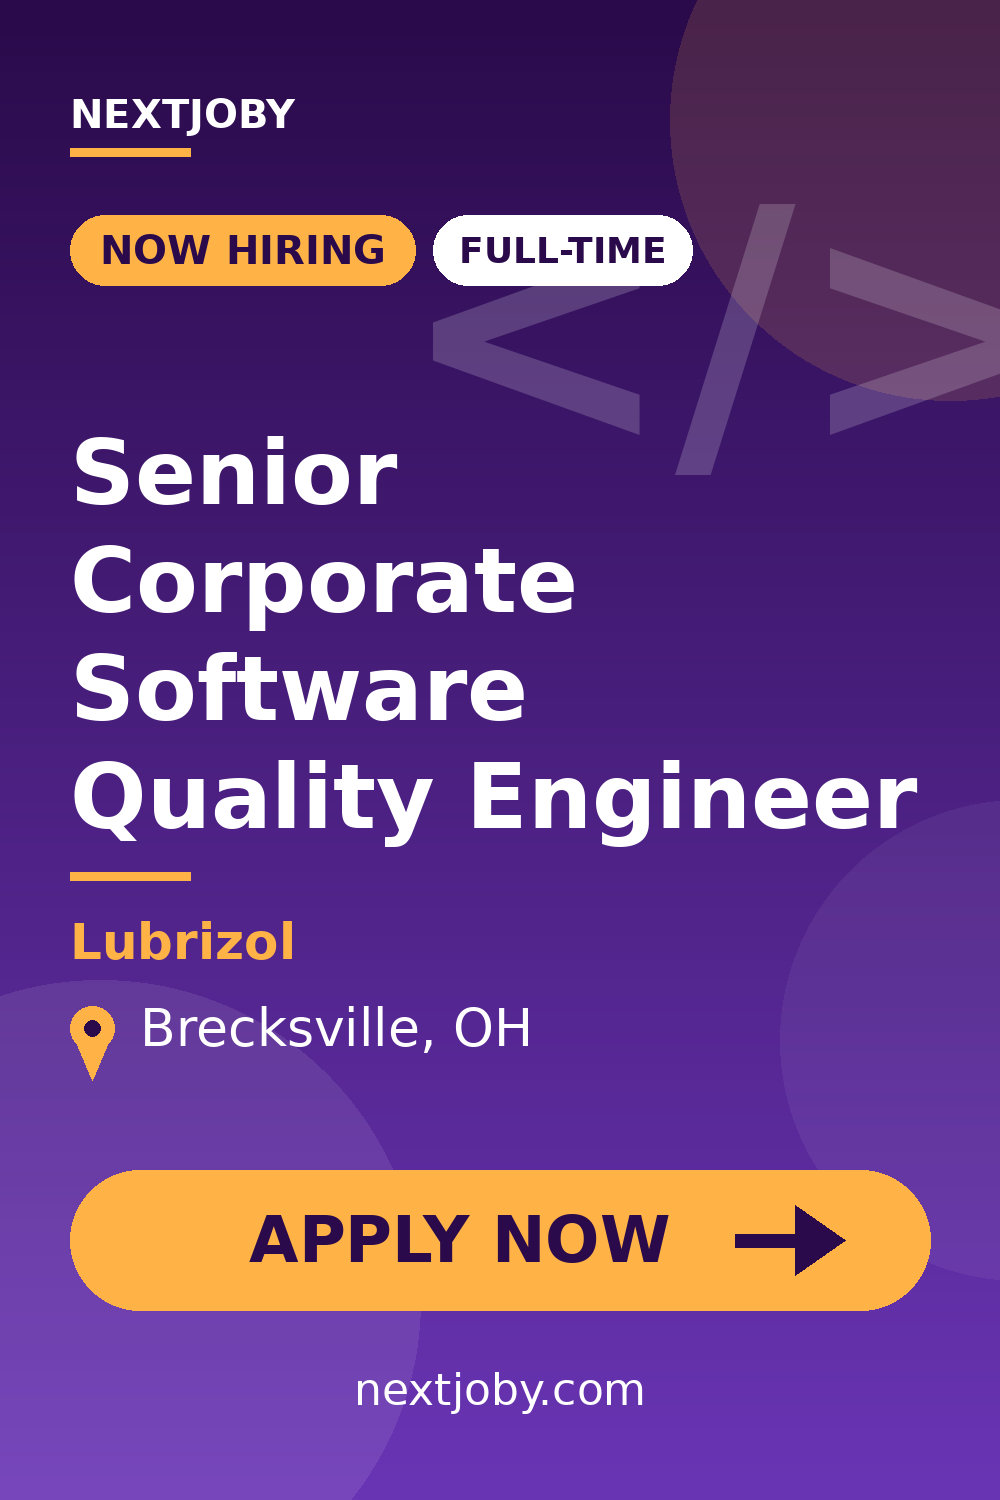 NEXTJOBY
NOW HIRING
FULL-TIME
</>
Senior
Corporate
Software
Quality Engineer
Lubrizol
Brecksville, OH
APPLY NOW
nextjoby.com